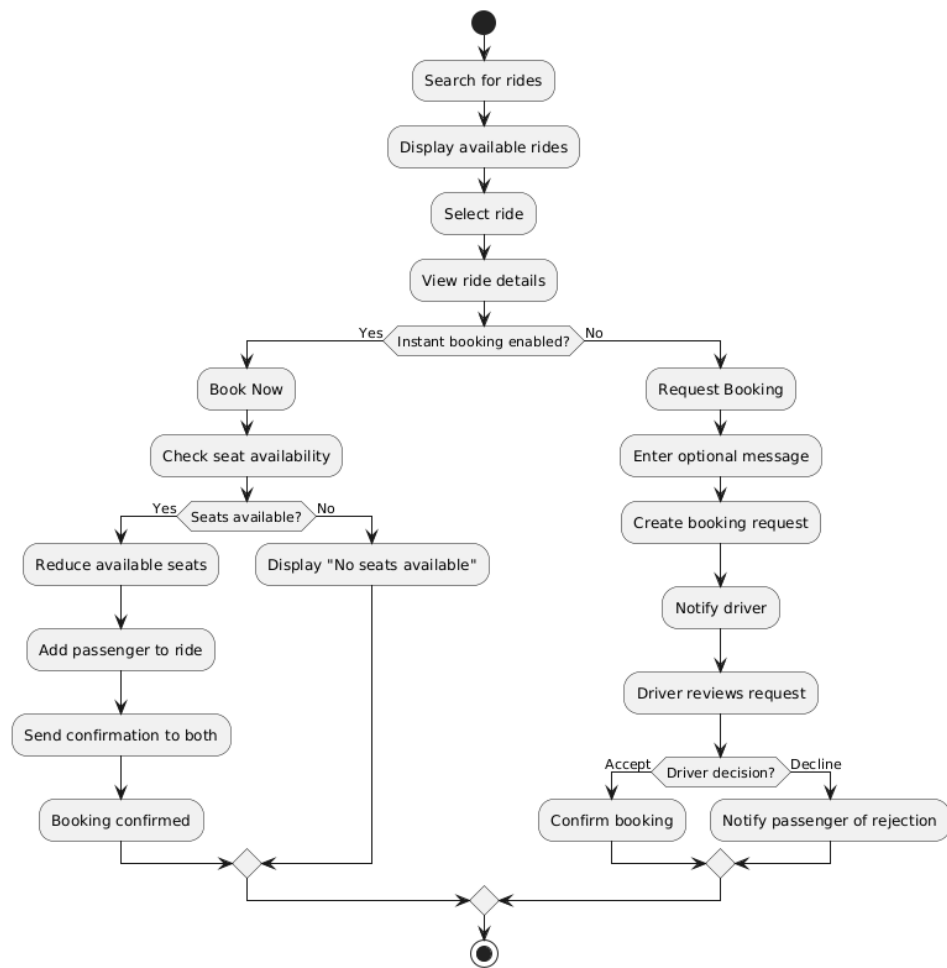 Search for rides
Display available rides
Select ride
View ride details
Yes
Instant booking enabled?
No
Book Now
Request Booking
Check seat availability
Enter optional message
Yes
Seats available?
No
Create booking request
Reduce available seats
Display "No seats available"
Notify driver
Add passenger to ride
Driver reviews request
Send confirmation to both
Accept
Driver decision?
Decline
Booking confirmed
Confirm booking
Notify passenger of rejection